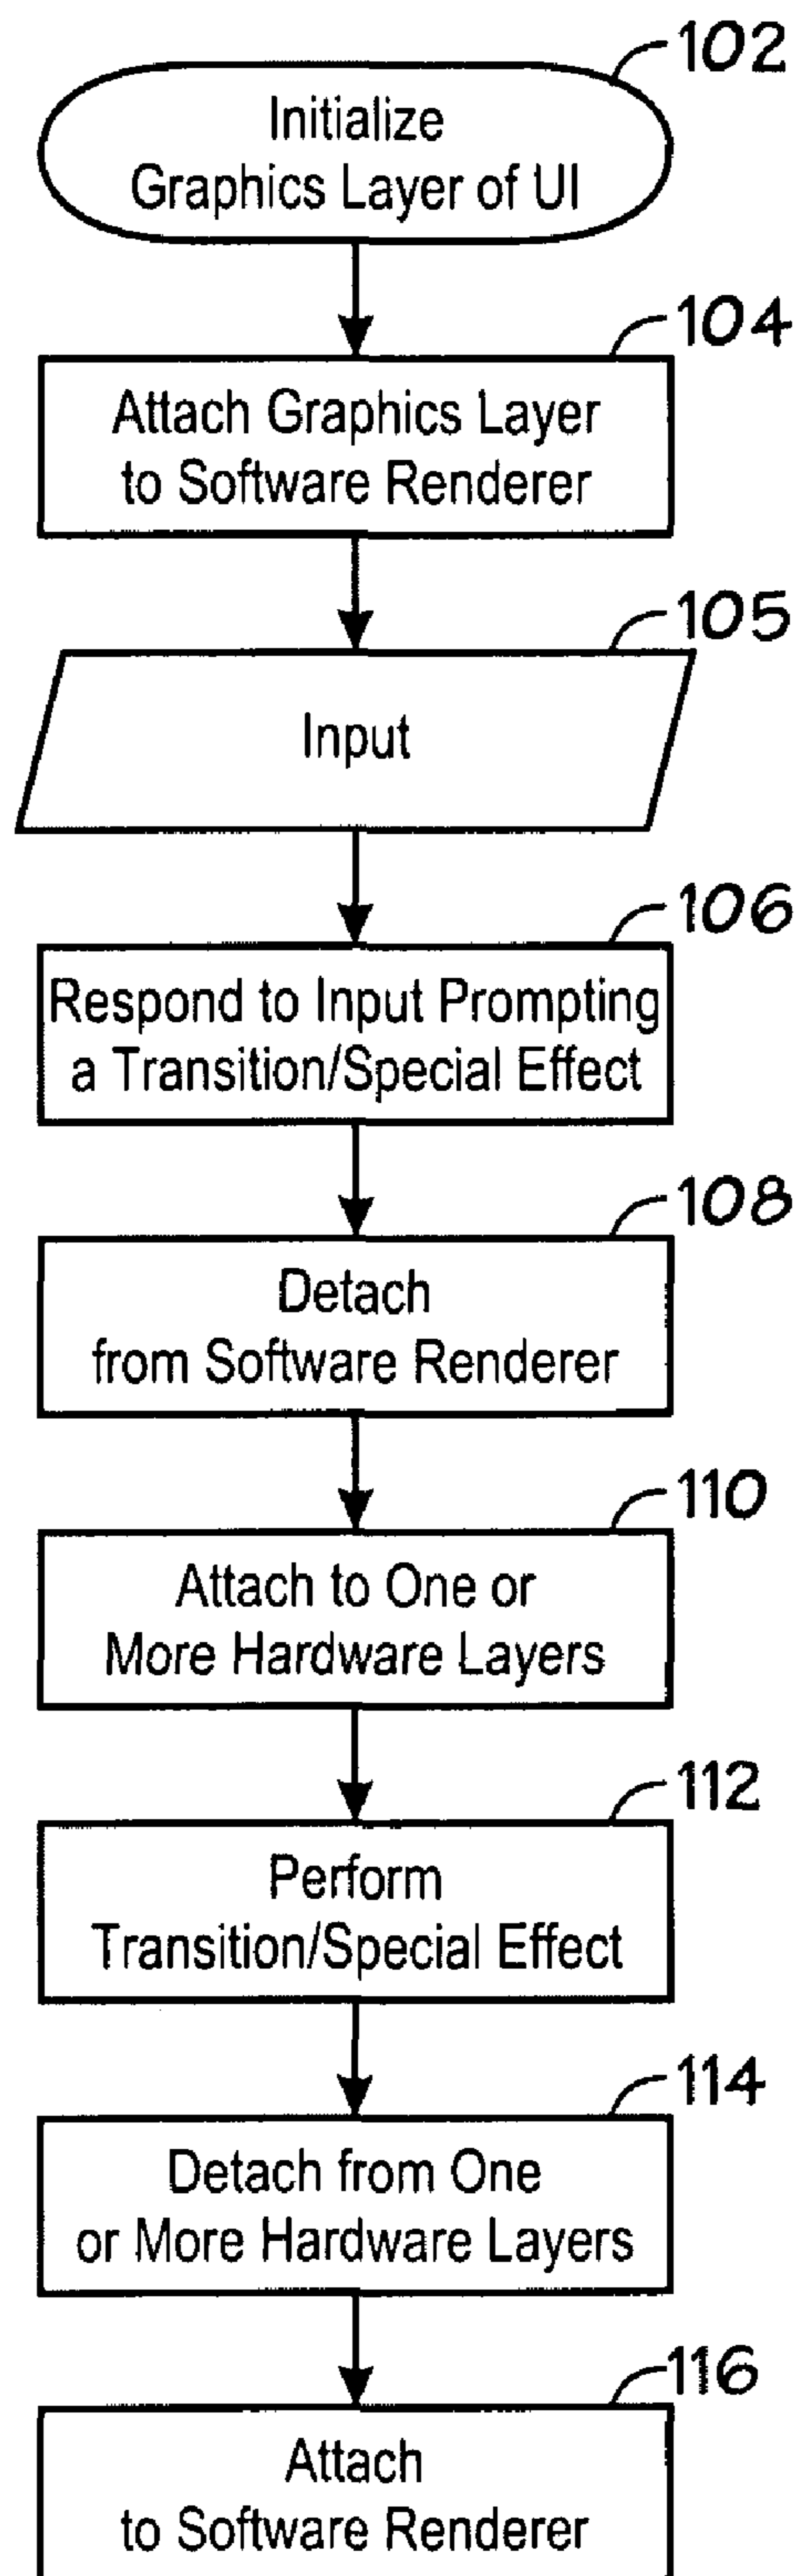 102
Initialize
Graphics Layer of UI
104
Attach Graphics Layer
to Software Renderer
105
Input
106
Respond to Input Prompting
a Transition/Special Effect
108
Detach
from Software Renderer
110
Attach to One or
More Hardware Layers
112
Perform
Transition/Special Effect
114
Detach from One
or More Hardware Layers
116
Attach
to Software Renderer